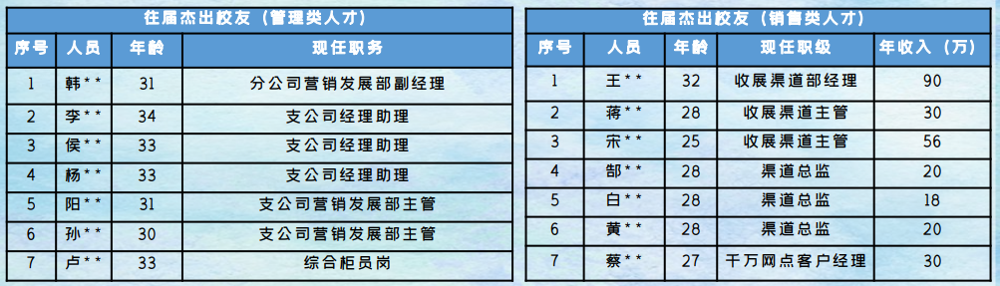 往届杰出校友（管理类人才）
序号 人员 年龄 现任职务
1 韩** 31 分公司营销发展部副经理
2 李** 34 支公司经理助理
3 侯** 33 支公司经理助理
4 杨** 33 支公司经理助理
5 阳** 31 支公司营销发展部主管
6 孙** 30 支公司营销发展部主管
7 卢** 33 综合柜员岗
往届杰出校友（销售类人才）
序号 人员 年龄 现任职级 年收入（万）
1 王** 32 收展渠道部经理 90
2 蒋** 28 收展渠道主管 30
3 宋** 25 收展渠道主管 56
4 郜** 28 渠道总监 20
5 白** 28 渠道总监 18
6 黄** 28 渠道总监 20
7 蔡** 27 千万网点客户经理 30